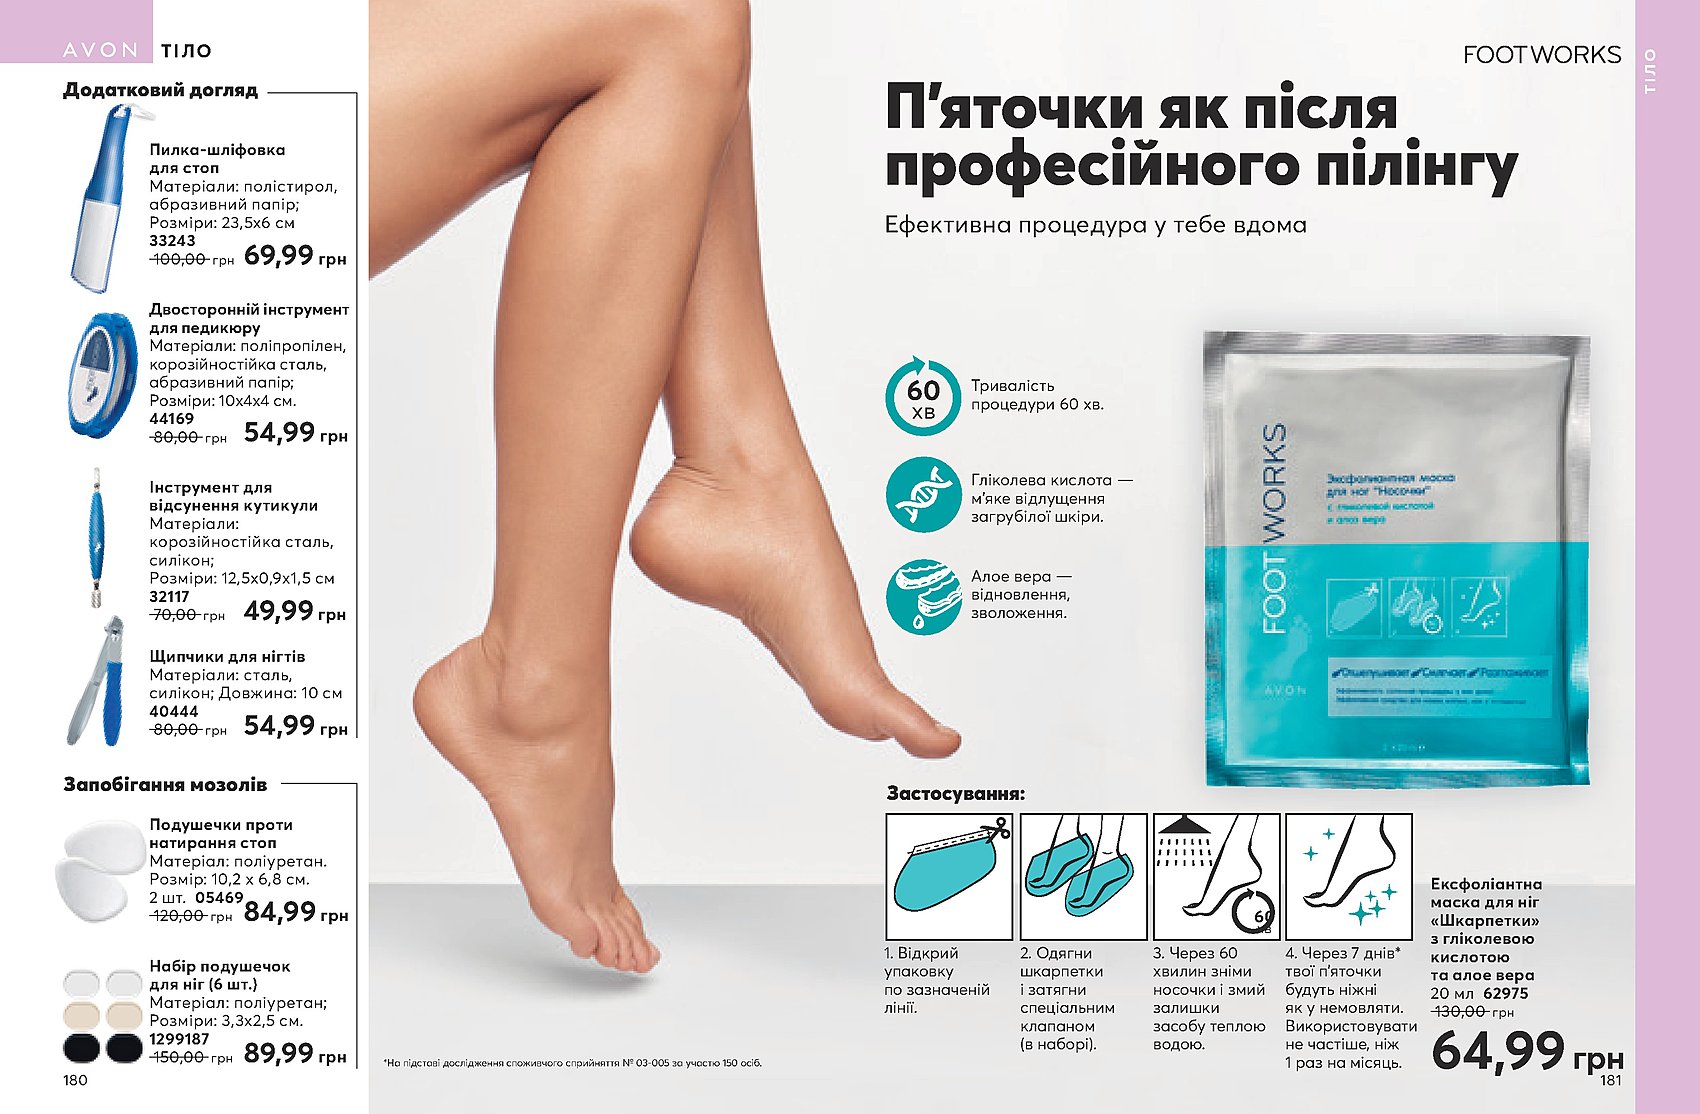 AVON ТІЛО
Додатковий догляд
Пилка-шліфовка
для стоп
Матеріали: полістирол,
абразивний папір;
Розміри: 23,5х6 см
33243
100,00 грн 69,99 грн
Двосторонній інструмент
для педикюру
Матеріали: поліпропілен,
корозійностійка сталь,
абразивний папір;
Розміри: 10х4х4 см.
44169
80,00 грн 54,99 грн
Інструмент для
відсунення кутикули
Матеріали:
корозійностійка сталь,
силікон;
Розміри: 12,5х0,9х1,5 см
32117
70,00 грн 49,99 грн
Щипчики для нігтів
Матеріали: сталь,
силікон; Довжина: 10 см
40444
80,00 грн 54,99 грн
Запобігання мозолів
Подушечки проти
натирання стоп
Матеріал: поліуретан.
Розмір: 10,2 х 6,8 см.
2 шт. 05469
120,00 грн 84,99 грн
Набір подушечок
для ніг (6 шт.)
Матеріал: поліуретан;
Розміри: 3,3х2,5 см.
1299187
150,00 грн 89,99 грн
180
FOOTWORKS
ТІЛО
П'яточки як після
професійного пілінгу
Ефективна процедура у тебе вдома
60
ХВ
Тривалість
процедури 60 хв.
Гліколева кислота —
м'яке відлущення
загрубілої шкіри.
Алое вера —
відновлення,
зволоження.
FOOTWORKS
Эксфолиантная маска
для ног "Носочки"
с гликолевой кислотой
и алоэ вера
Отшелушивает Смягчает Разглаживает
AVON
Застосування:
60
ХВ
1. Відкрий
упаковку
по зазначеній
лінії.
2. Одягни
шкарпетки
і затягни
спеціальним
клапаном
(в наборі).
3. Через 60
хвилин зніми
носочки і змий
залишки
засобу теплою
водою.
4. Через 7 днів*
твої п'яточки
будуть ніжні
як у немовляти.
Використовувати
не частіше, ніж
1 раз на місяць.
Ексфоліантна
маска для ніг
«Шкарпетки»
з гліколевою
кислотою
та алое вера
20 мл 62975
130,00 грн
64,99 грн
*На підставі дослідження споживчого сприйняття № 03-005 за участю 150 осіб.
181